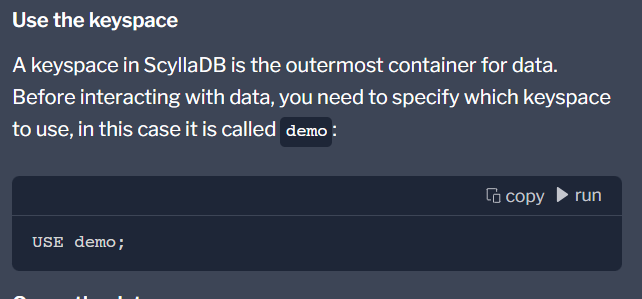 Use the keyspace
A keyspace in ScyllaDB is the outermost container for data.
Before interacting with data, you need to specify which keyspace
to use, in this case it is called demo:
copy run
USE demo;